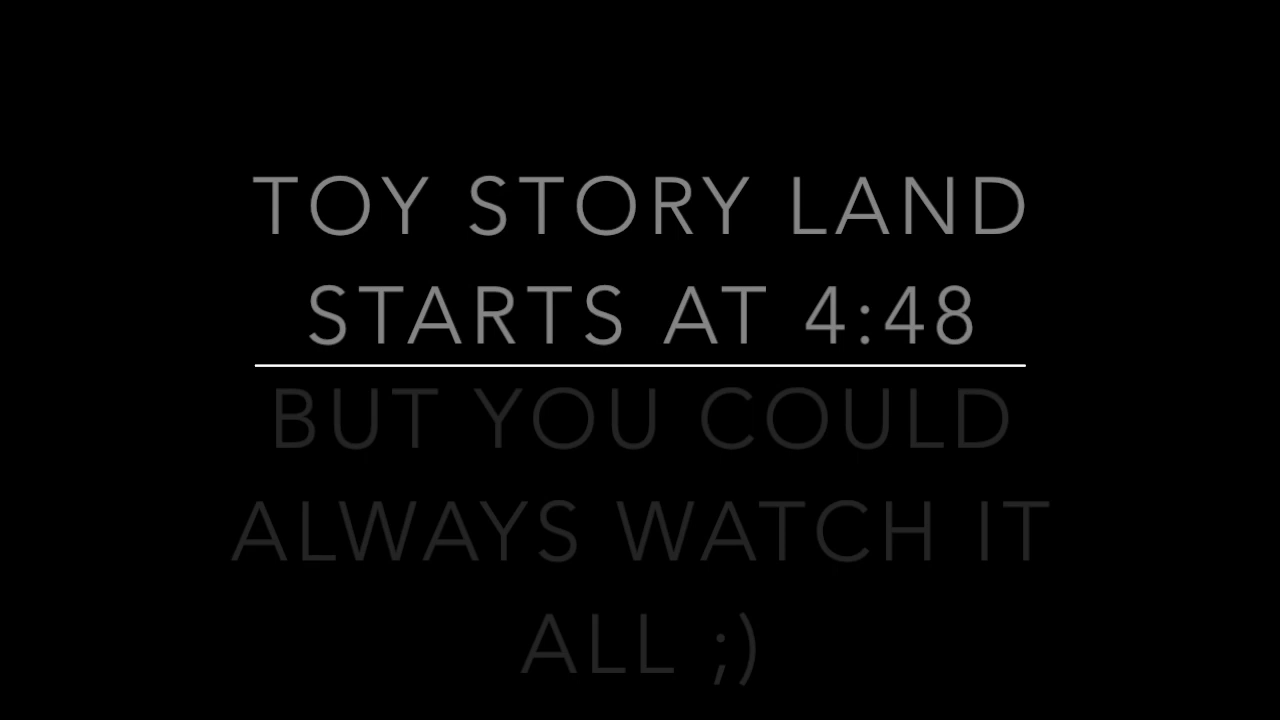 TOY STORY LAND
STARTS AT 4:48
BUT YOU COULD
ALWAYS WATCH IT
ALL ;)